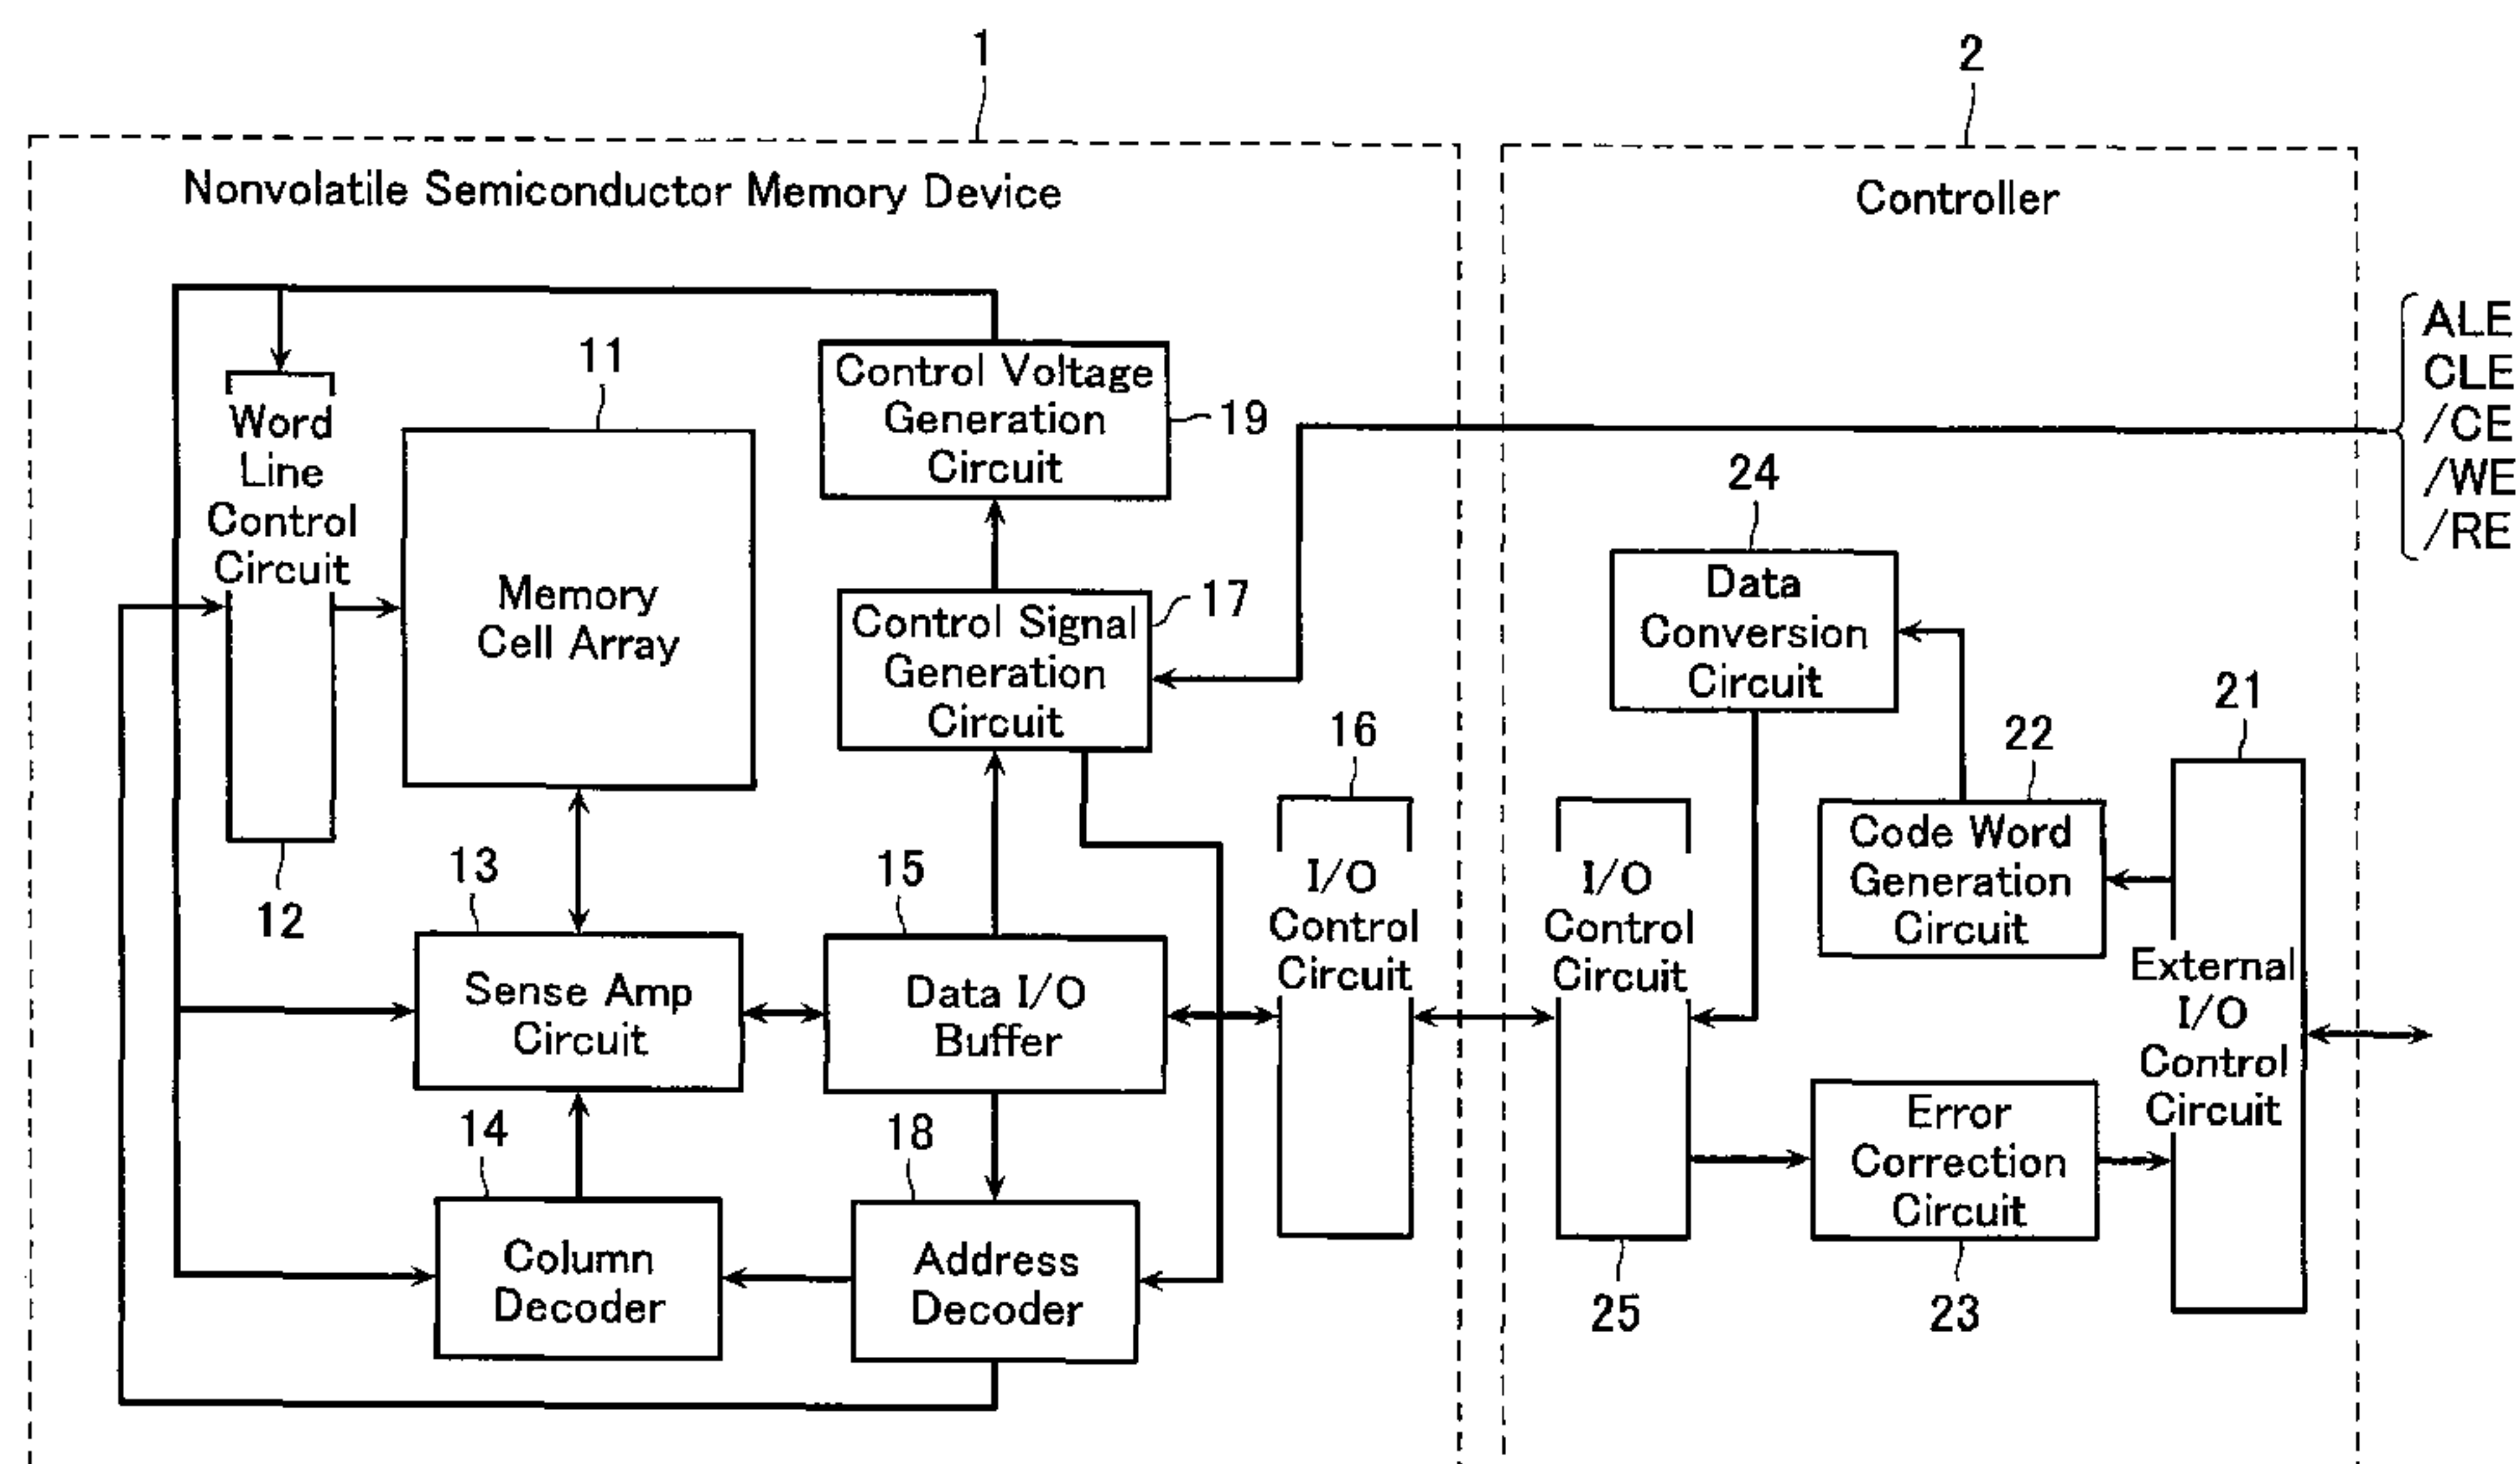 1
2
Nonvolatile Semiconductor Memory Device
Controller
ALE
CLE
/CE
/WE
/RE
11
Control Voltage
Generation
Circuit
19
Word
Line
Control
Circuit
24
Memory
Cell Array
Control Signal
Generation
Circuit
17
Data
Conversion
Circuit
21
16
22
12
13
15
I/O
Control
Circuit
I/O
Control
Circuit
Code Word
Generation
Circuit
External
I/O
Control
Circuit
Sense Amp
Circuit
Data I/O
Buffer
14
18
Error
Correction
Circuit
Column
Decoder
Address
Decoder
25
23